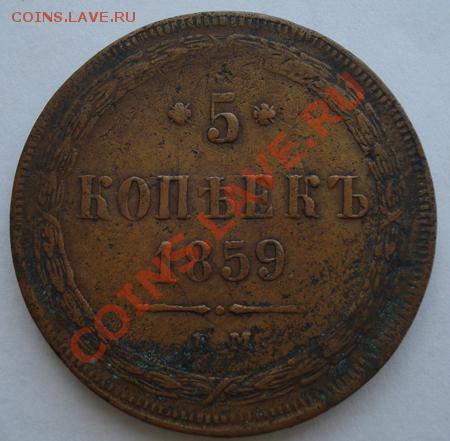 COINS.LAVE.RU
* 5 *
КОПѢЕКЪ
1859
Е.М.
COINS.LAVE.RU